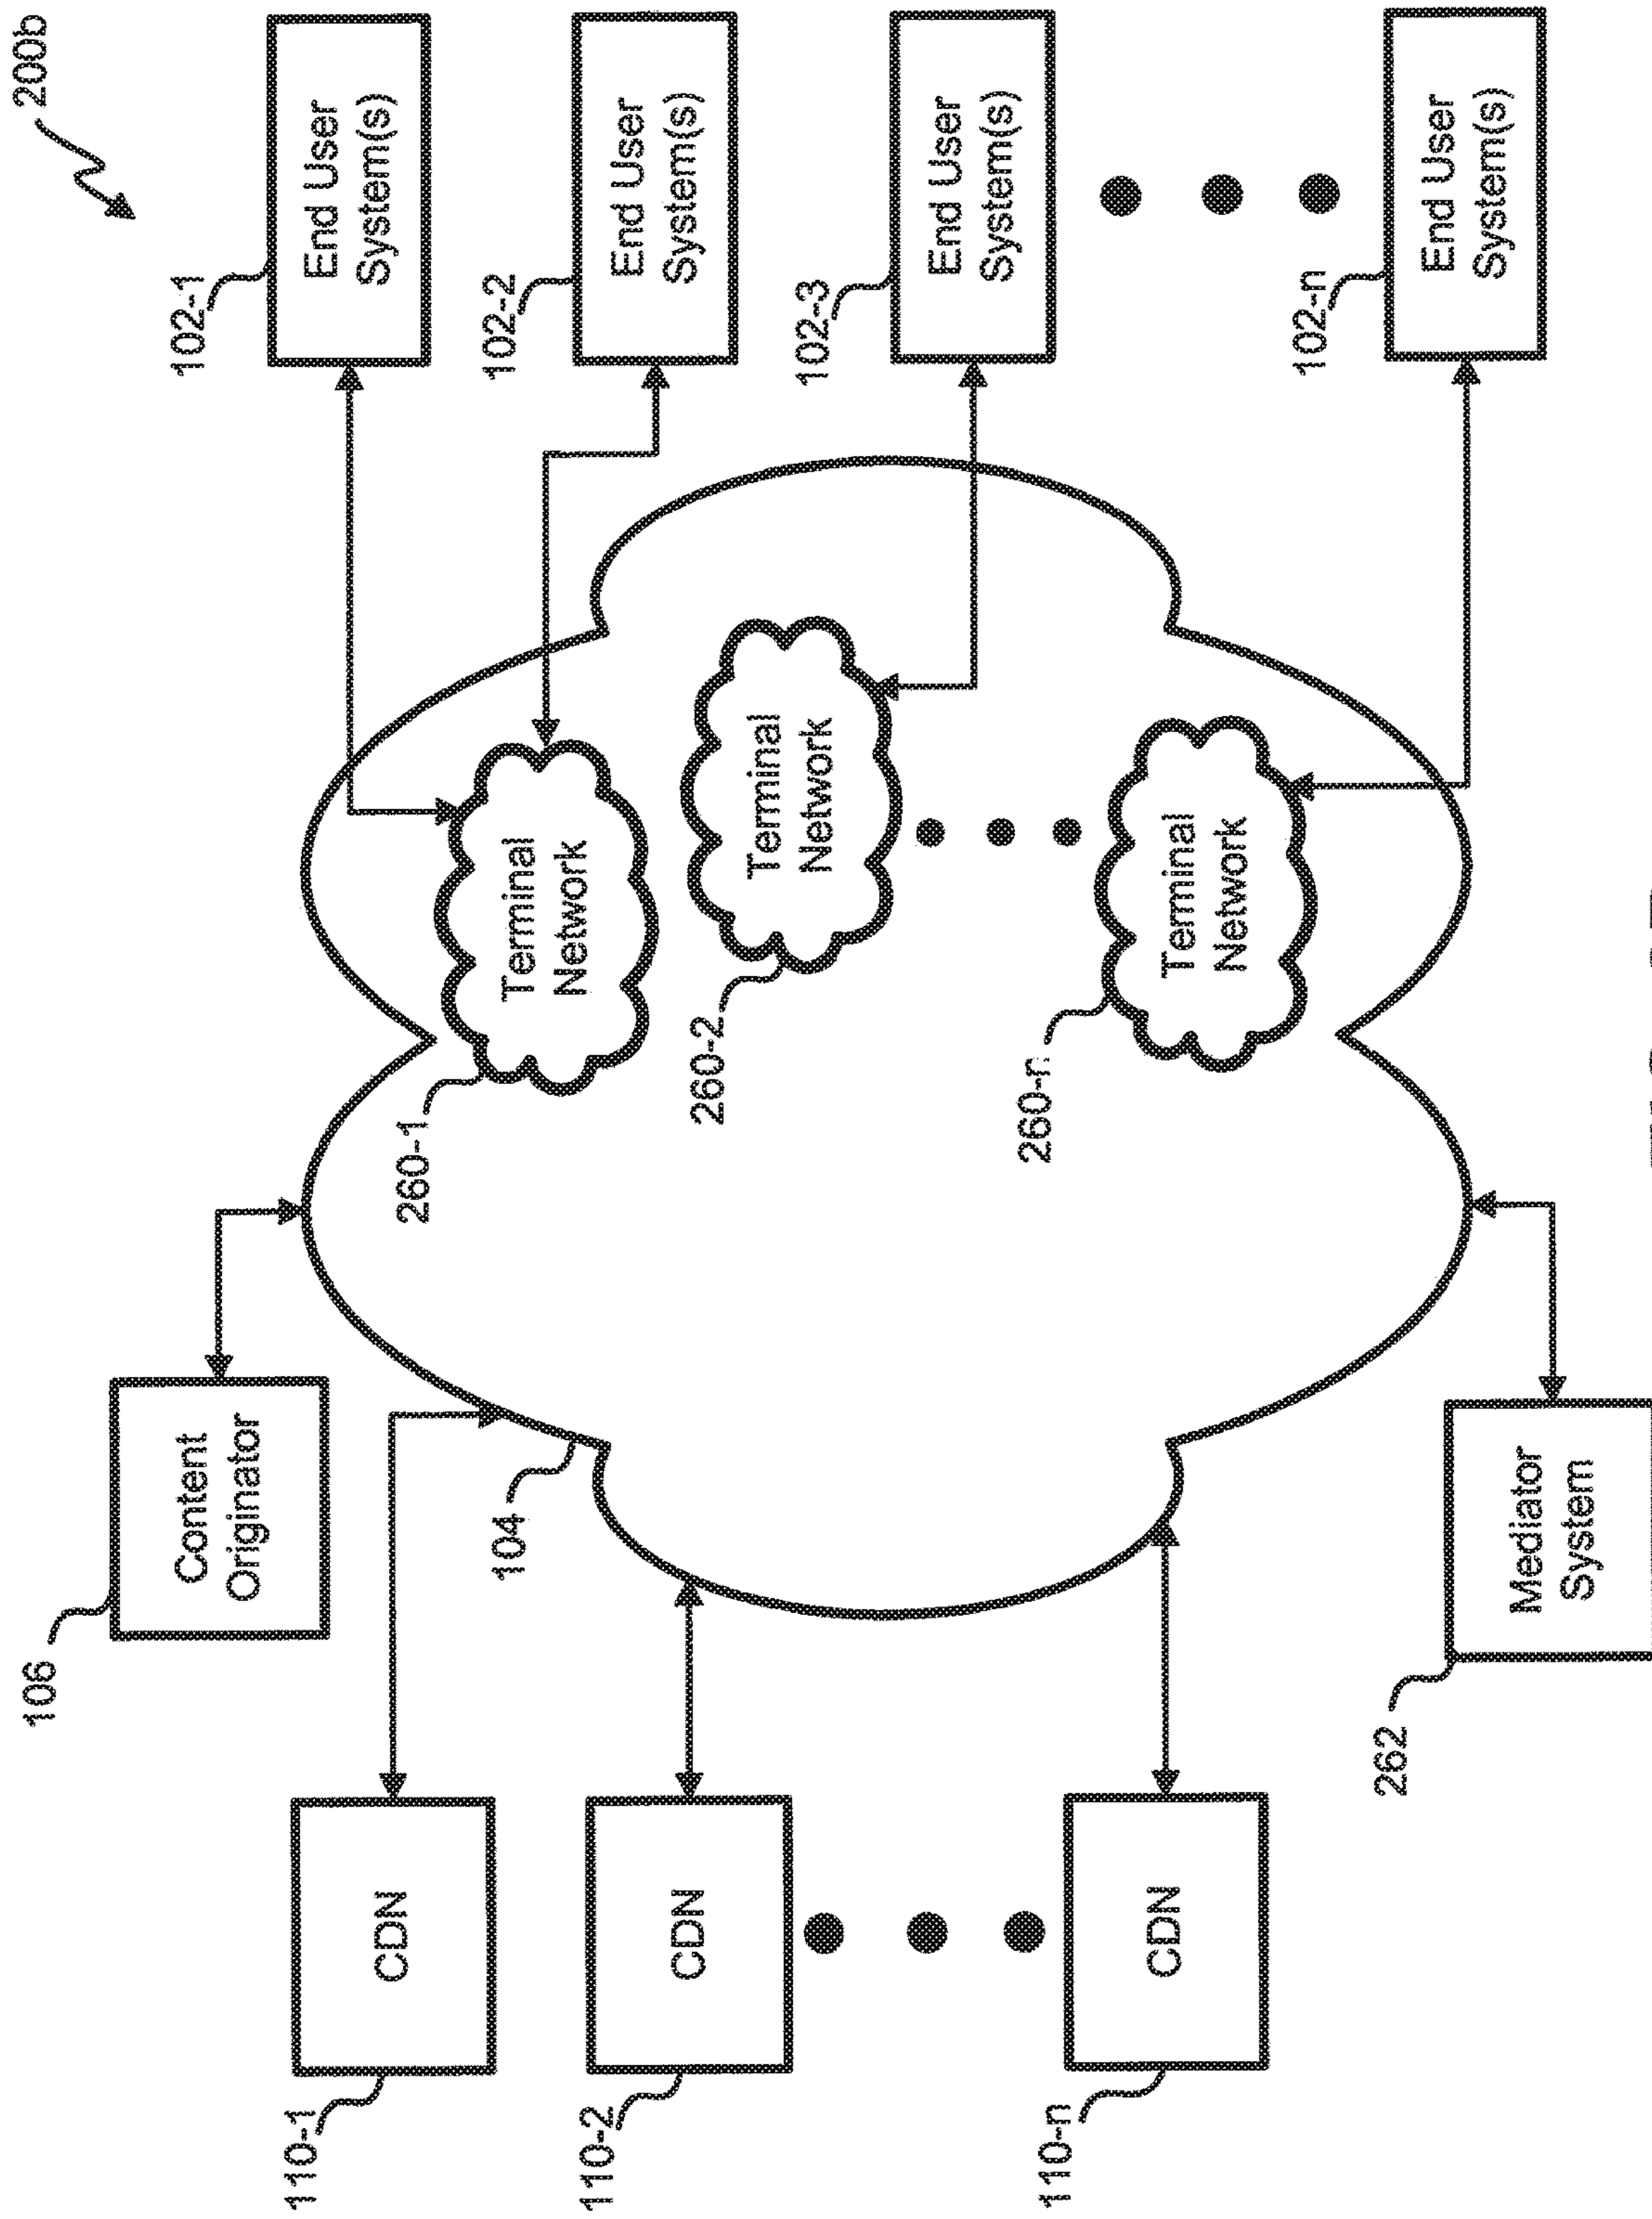 200b
106
Content
Originator
102-1
End User
System(s)
110-1
CDN
104
260-1
Terminal
Network
102-2
End User
System(s)
110-2
CDN
260-2
Terminal
Network
102-3
End User
System(s)
110-n
CDN
260-n
Terminal
Network
102-n
End User
System(s)
262
Mediator
System